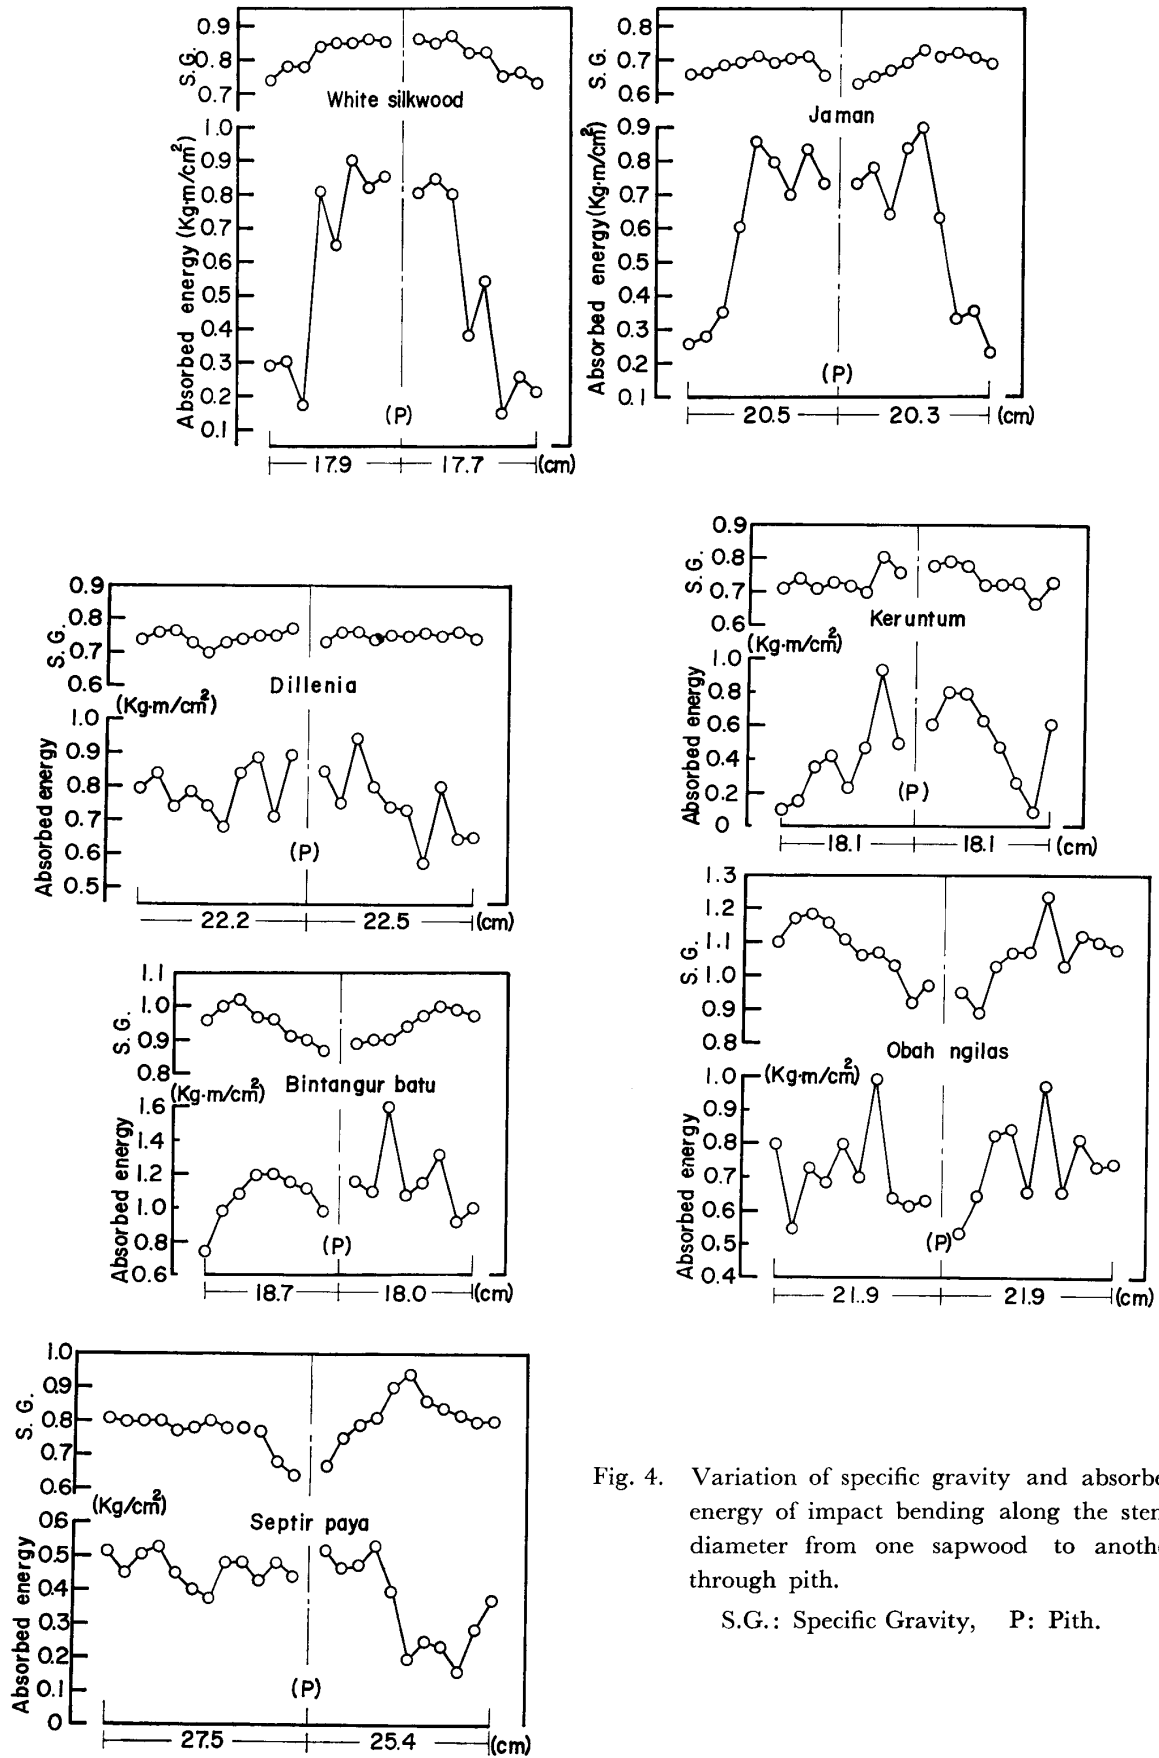 0.9
0.8
0.7
S.G.
White silkwood
1.0
0.9
0.8
0.7
0.6
0.5
0.4
0.3
0.2
0.1
Absorbed energy (Kg·m/cm²)
(P)
17.9 17.7 (cm)
0.8
0.7
0.6
S.G.
Jaman
0.9
0.8
0.7
0.6
0.5
0.4
0.3
0.2
0.1
Absorbed energy (Kg·m/cm²)
(P)
20.5 20.3 (cm)
0.9
0.8
0.7
0.6
S.G.
Dillenia
(Kg·m/cm²)
1.0
0.9
0.8
0.7
0.6
0.5
Absorbed energy
(P)
22.2 22.5 (cm)
0.9
0.8
0.7
0.6
S.G.
Keruntum
(Kg·m/cm²)
1.0
0.8
0.6
0.4
0.2
0
Absorbed energy
(P)
18.1 18.1 (cm)
1.1
1.0
0.9
0.8
S.G.
Bintangur batu
(Kg·m/cm²)
1.6
1.4
1.2
1.0
0.8
0.6
Absorbed energy
(P)
18.7 18.0 (cm)
1.3
1.2
1.1
1.0
0.9
0.8
S.G.
Obah ngilas
(Kg·m/cm²)
1.0
0.9
0.8
0.7
0.6
0.5
0.4
Absorbed energy
(P)
21.9 21.9 (cm)
1.0
0.9
0.8
0.7
0.6
S.G.
Septir paya
(Kg/cm²)
0.6
0.5
0.4
0.3
0.2
0.1
0
Absorbed energy
(P)
27.5 25.4 (cm)
Fig. 4. Variation of specific gravity and absorbe
energy of impact bending along the sten
diameter from one sapwood to anothe
through pith.
S.G.: Specific Gravity, P: Pith.